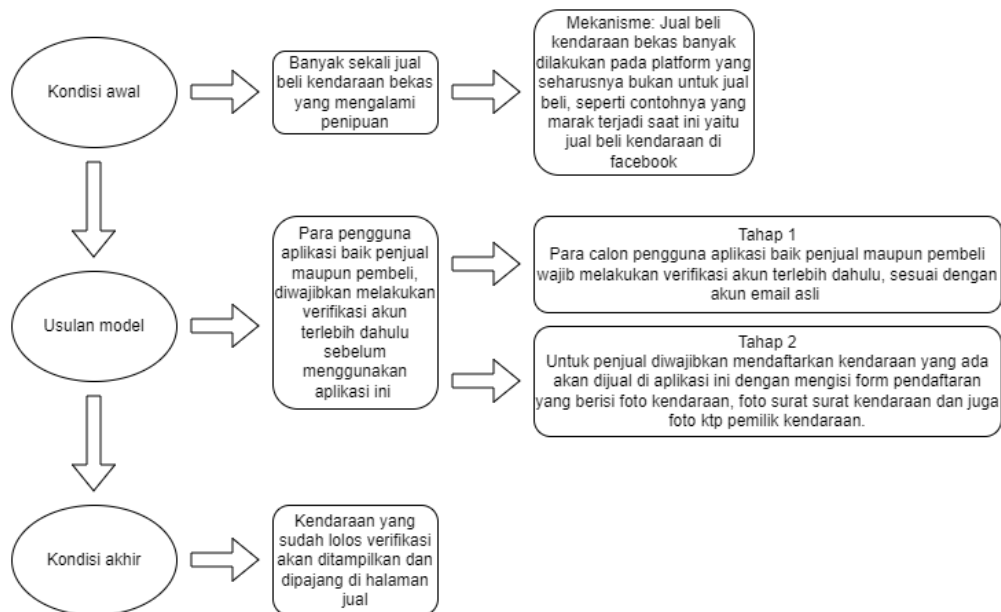 Kondisi awal
Banyak sekali jual
beli kendaraan bekas
yang mengalami
penipuan
Mekanisme: Jual beli
kendaraan bekas banyak
dilakukan pada platform yang
seharusnya bukan untuk jual
beli, seperti contohnya yang
marak terjadi saat ini yaitu
jual beli kendaraan di
facebook
Usulan model
Para pengguna
aplikasi baik penjual
maupun pembeli,
diwajibkan melakukan
verifikasi akun
terlebih dahulu
sebelum
menggunakan
aplikasi ini
Tahap 1
Para calon pengguna aplikasi baik penjual maupun pembeli
wajib melakukan verifikasi akun terlebih dahulu, sesuai dengan
akun email asli
Tahap 2
Untuk penjual diwajibkan mendaftarkan kendaraan yang ada
akan dijual di aplikasi ini dengan mengisi form pendaftaran
yang berisi foto kendaraan, foto surat surat kendaraan dan juga
foto ktp pemilik kendaraan.
Kondisi akhir
Kendaraan yang
sudah lolos verifikasi
akan ditampilkan dan
dipajang di halaman
jual